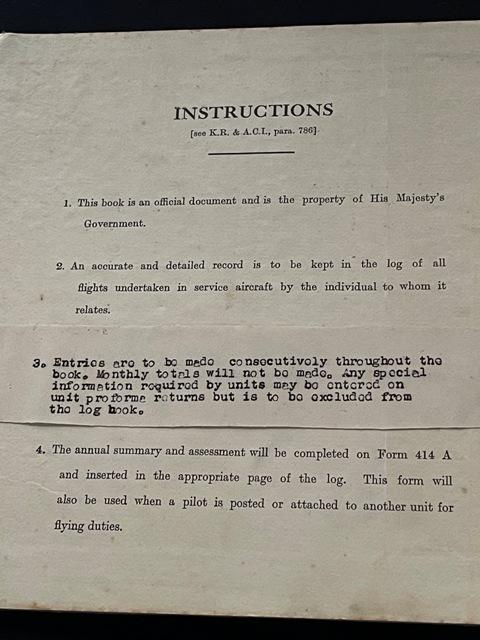 INSTRUCTIONS
[see K.R. & A.C.I., para. 786]
1. This book is an official document and is the property of His Majesty's
Government.
2. An accurate and detailed record is to be kept in the log of all
flights undertaken in service aircraft by the individual to whom it
relates.
3. Entries are to be made consecutively throughout the
book. Monthly totals will not be made. Any special
information required by units may be entered on
unit proforma returns but is to be excluded from
the log book.
4. The annual summary and assessment will be completed on Form 414 A
and inserted in the appropriate page of the log. This form will
also be used when a pilot is posted or attached to another unit for
flying duties.